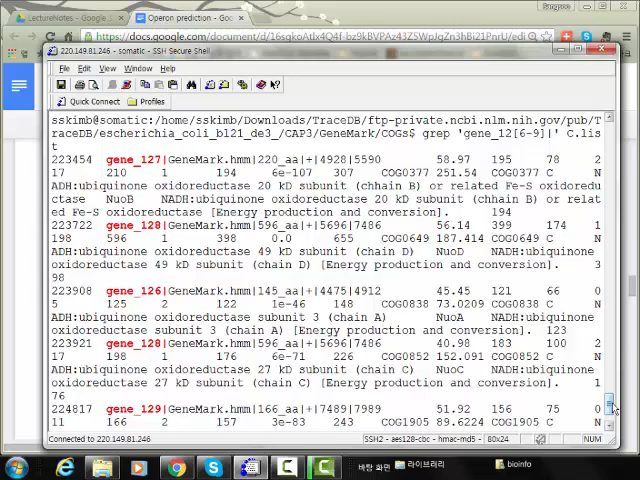 Sangsoo
LectureNotes - Google
Operon prediction - Goo
https://docs.google.com/document/d/16sqkoAtlx4Q4f-bcy9kBLyPAz43ZSWpZh3Bi21PnrU/edi
220.149.81.246 - somatic - SSH Secure Shell
File Edit View Window Help
Quick Connect Profiles
sskimb@somatic:/home/sskimb/Downloads/TraceDB/ftp-private.ncbi.nlm.nih.gov/pub/T
raceDB/escherichia_coli_bl21_de3_/CAP3/GeneMark/COGs$ grep 'gene_12[6-9]|' C.lis
t
223454 gene_127|GeneMark.hmm|220_aa|+|4928|5590 58.97 195 78 2
17 210 1 194 6e-107 307 COG0377 251.54 C N
ADH:ubiquinone oxidoreductase 20 kD subunit (chhain B) or related Fe-S oxidoredu
ctase NuoB NADH:ubiquinone oxidoreductase 20 kD subunit (chhain B) or relat
ed Fe-S oxidoreductase [Energy production and conversion]. 194
223722 gene_128|GeneMark.hmm|596_aa|+|5696|7486 56.14 399 174 1
198 596 1 398 0.0 655 COG0649 187.414 C N
ADH:ubiquinone oxidoreductase 49 kD subunit (chain D) NuoD NADH:ubiquinone
oxidoreductase 49 kD subunit (chain D) [Energy production and conversion]. 3
98
223908 gene_126|GeneMark.hmm|145_aa|+|4475|4912 45.45 121 66 0
5 125 2 122 1e-46 148 COG0838 73.0209 C N
ADH:ubiquinone oxidoreductase subunit 3 (chain A) NuoA NADH:ubiquinone
oxidoreductase subunit 3 (chain A) [Energy production and conversion]. 123
223921 gene_128|GeneMark.hmm|596_aa|+|5696|7486 40.98 183 100 2
17 198 1 176 6e-71 226 COG0852 152.091 C N
ADH:ubiquinone oxidoreductase 27 kD subunit (chain C) NuoC NADH:ubiquinone
oxidoreductase 27 kD subunit (chain C) [Energy production and conversion]. 1
76
224817 gene_129|GeneMark.hmm|166_aa|+|7489|7989 51.92 156 75 0
11 166 2 157 3e-83 243 COG1905 89.6224 C N
Connected to 220.149.81.246 SSH2 - aes128-cbc - hmac-md5 - 80x24 NUM
바탕 화면 라이브러리 bioinfo